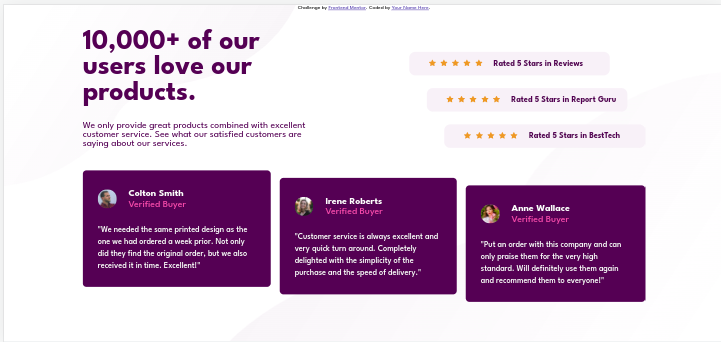 Challenge by Frontend Mentor. Coded by Your Name Here.
10,000+ of our
users love our
products.
We only provide great products combined with excellent
customer service. See what our satisfied customers are
saying about our services.
Rated 5 Stars in Reviews
Rated 5 Stars in Report Guru
Rated 5 Stars in BestTech
Colton Smith
Verified Buyer
"We needed the same printed design as the
one we had ordered a week prior. Not only
did they find the original order, but we also
received it in time. Excellent!"
Irene Roberts
Verified Buyer
"Customer service is always excellent and
very quick turn around. Completely
delighted with the simplicity of the
purchase and the speed of delivery."
Anne Wallace
Verified Buyer
"Put an order with this company and can
only praise them for the very high
standard. Will definitely use them again
and recommend them to everyone!"